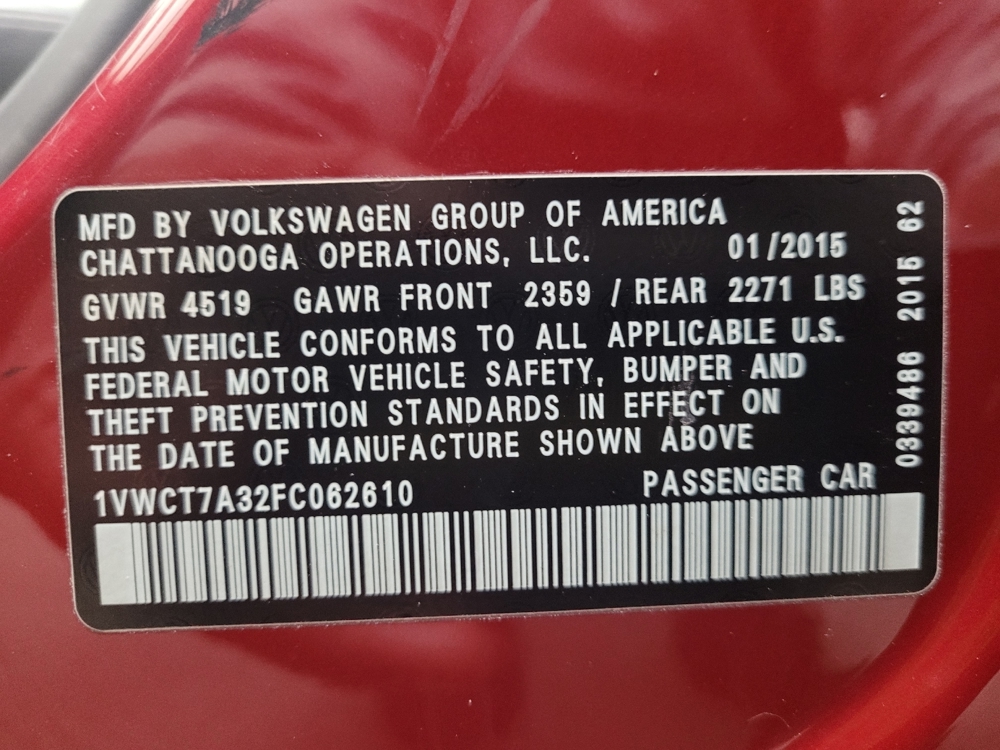 MFD BY VOLKSWAGEN GROUP OF AMERICA
CHATTANOOGA OPERATIONS, LLC. 01/2015
GVWR 4519 GAWR FRONT 2359 / REAR 2271 LBS
THIS VEHICLE CONFORMS TO ALL APPLICABLE U.S.
FEDERAL MOTOR VEHICLE SAFETY, BUMPER AND
THEFT PREVENTION STANDARDS IN EFFECT ON
THE DATE OF MANUFACTURE SHOWN ABOVE
1VWCT7A32FC062610 PASSENGER CAR
0339486 2015 62